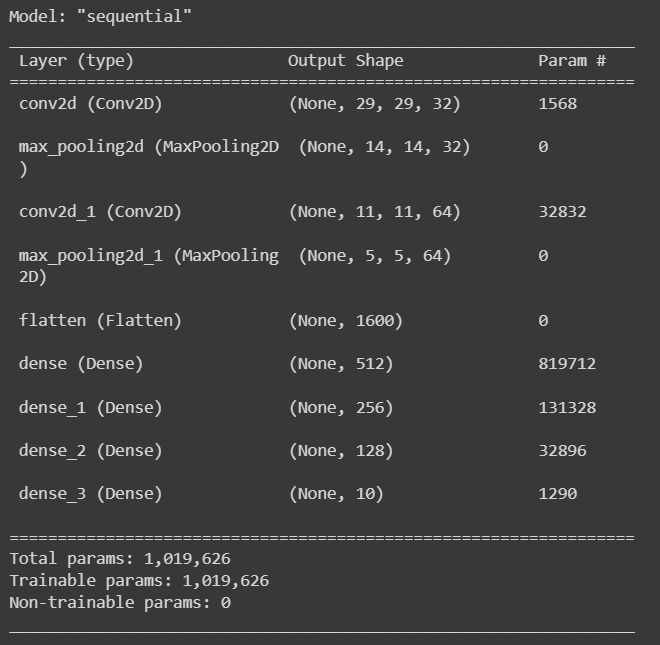 Model: "sequential"
Layer (type) Output Shape Param #
conv2d (Conv2D) (None, 29, 29, 32) 1568
max_pooling2d (MaxPooling2D (None, 14, 14, 32) 0
)
conv2d_1 (Conv2D) (None, 11, 11, 64) 32832
max_pooling2d_1 (MaxPooling (None, 5, 5, 64) 0
2D)
flatten (Flatten) (None, 1600) 0
dense (Dense) (None, 512) 819712
dense_1 (Dense) (None, 256) 131328
dense_2 (Dense) (None, 128) 32896
dense_3 (Dense) (None, 10) 1290
Total params: 1,019,626
Trainable params: 1,019,626
Non-trainable params: 0